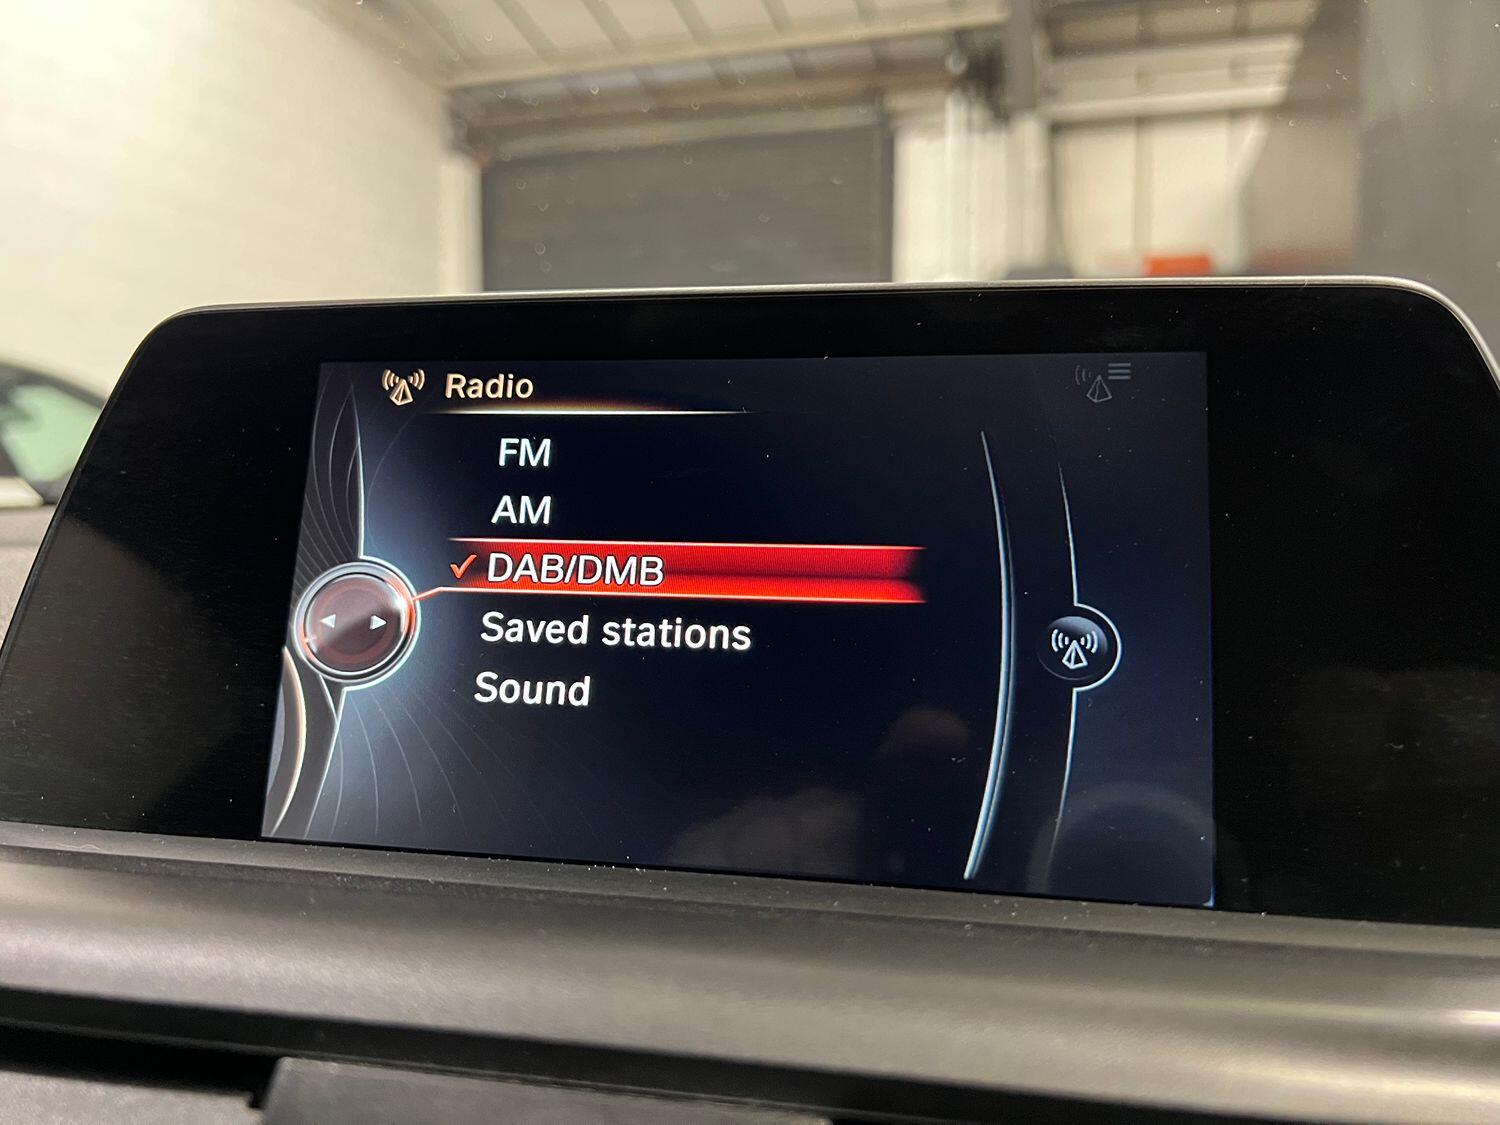 Radio
FM
AM
✓ DAB/DMB
Saved stations
Sound